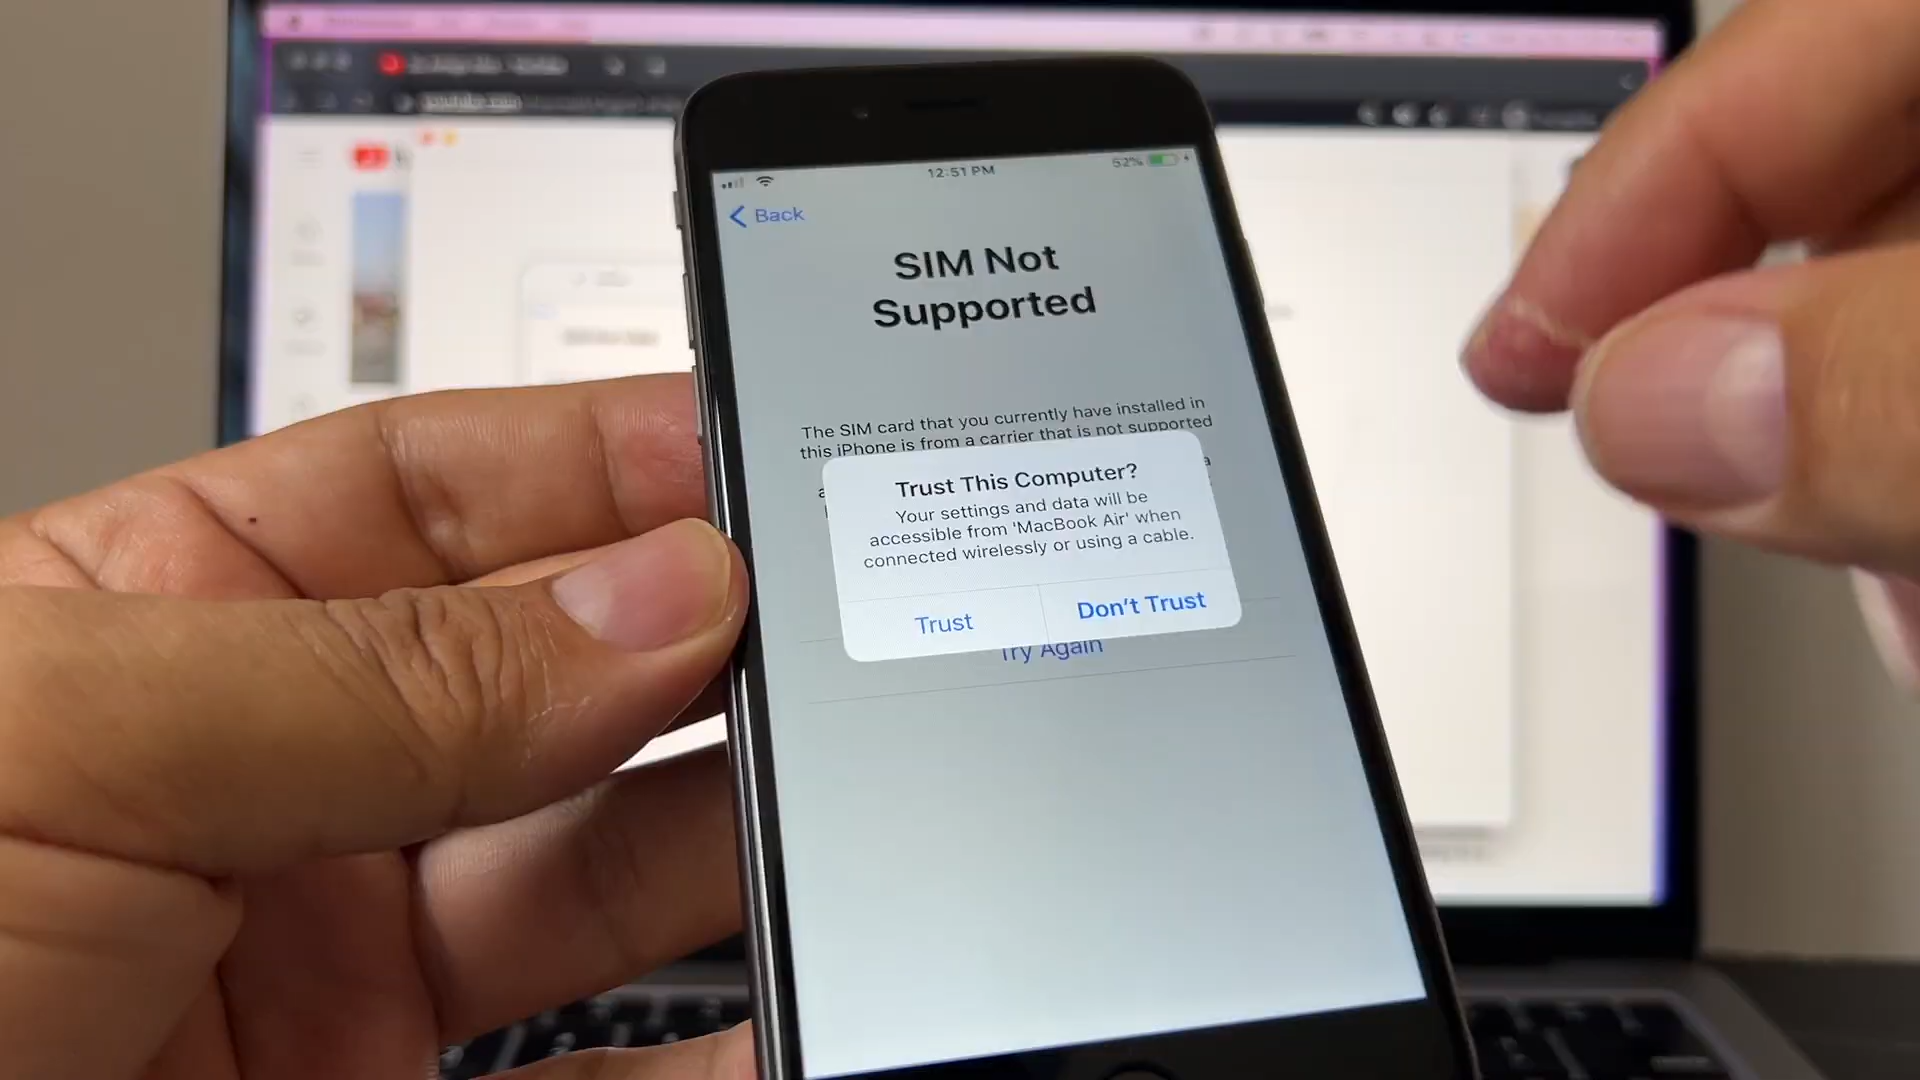 12:51 PM
52%
Back
SIM Not
Supported
The SIM card that you currently have installed in
this iPhone is from a carrier that is not supported
a
Trust This Computer?
Your settings and data will be
accessible from 'MacBook Air' when
connected wirelessly or using a cable.
Trust
Don't Trust
Try Again